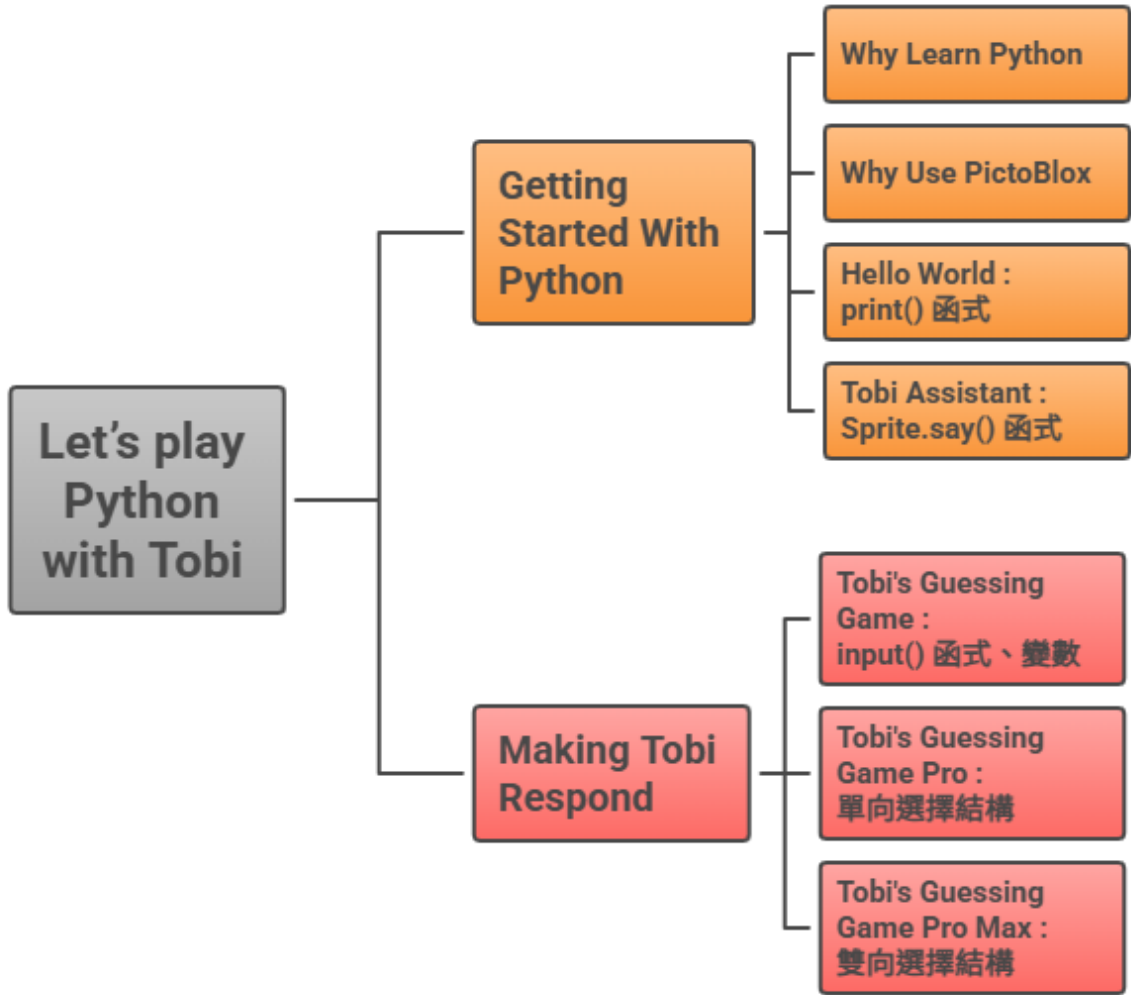 Let’s play
Python
with Tobi
Getting
Started With
Python
Why Learn Python
Why Use PictoBlox
Hello World :
print() 函式
Tobi Assistant :
Sprite.say() 函式
Making Tobi
Respond
Tobi's Guessing
Game :
input() 函式、變數
Tobi's Guessing
Game Pro :
單向選擇結構
Tobi's Guessing
Game Pro Max :
雙向選擇結構